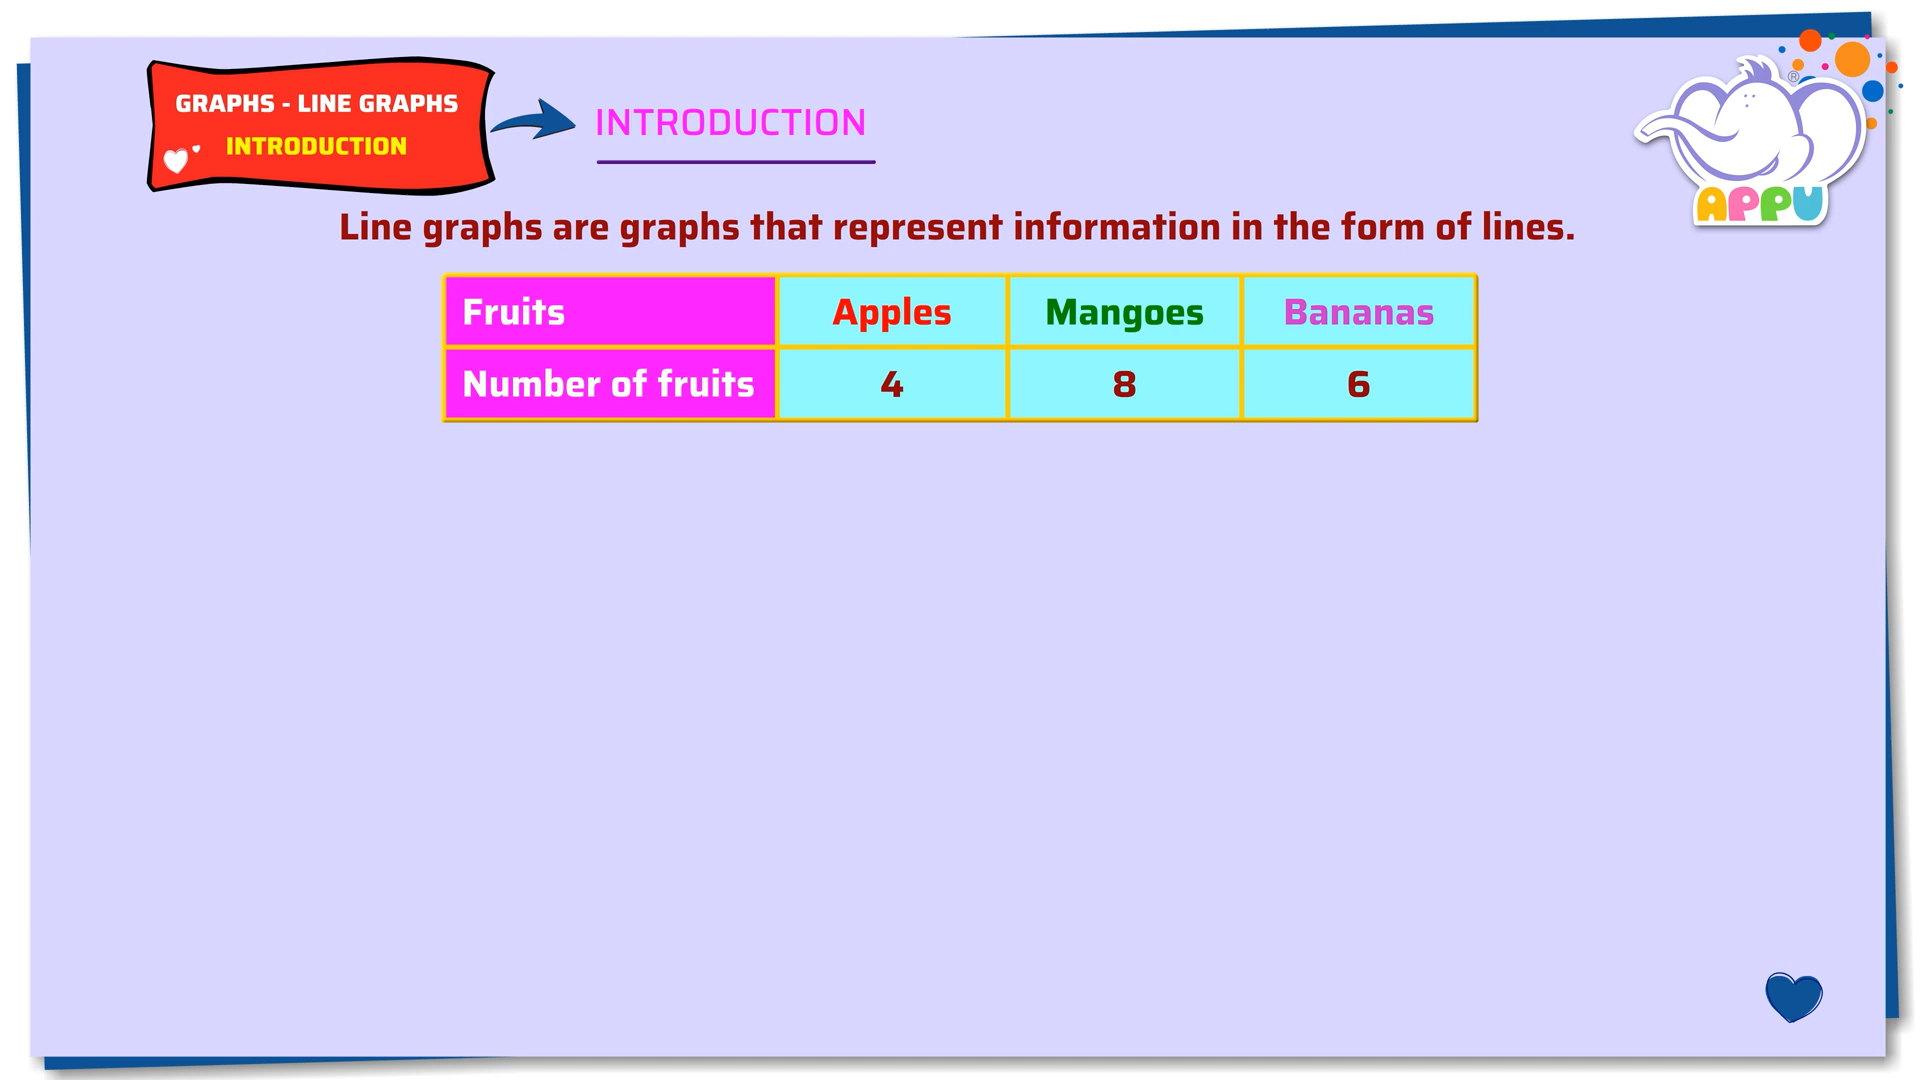 GRAPHS - LINE GRAPHS
INTRODUCTION
INTRODUCTION
®
APPU
Line graphs are graphs that represent information in the form of lines.
Fruits Apples Mangoes Bananas
Number of fruits 4 8 6